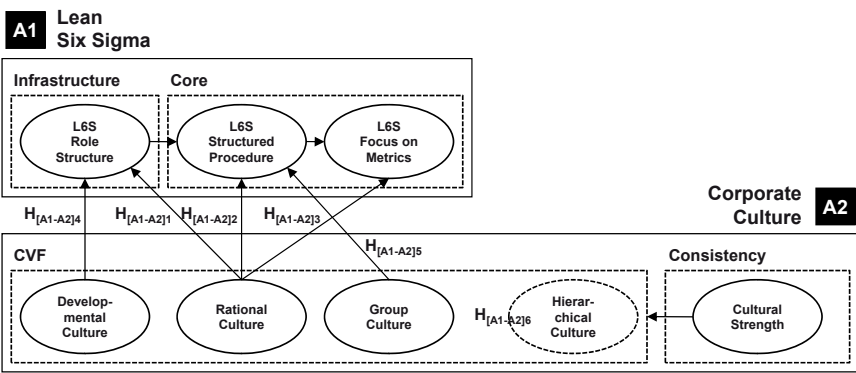 A1
Lean
Six Sigma
Infrastructure
Core
L6S
Role
Structure
L6S
Structured
Procedure
L6S
Focus on
Metrics
H[A1-A2]4
H[A1-A2]1
H[A1-A2]2
H[A1-A2]3
Corporate
Culture
A2
H[A1-A2]5
CVF
Consistency
Develop-
mental
Culture
Rational
Culture
Group
Culture
H[A1-A2]6
Hierar-
chical
Culture
Cultural
Strength